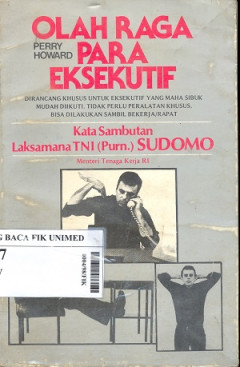 OLAH RAGA
PERRY
HOWARD
PARA
EKSEKUTIF
DIRANCANG KHUSUS UNTUK EKSEKUTIF YANG MAHA SIBUK
MUDAH DIIKUTI, TIDAK PERLU PERALATAN KHUSUS.
BISA DILAKUKAN SAMBIL BEKERJA/RAPAT
Kata Sambutan
Laksamana TNI (Purn.) SUDOMO
Menteri Tenaga Kerja RI
G BACA FIK UNIMED
7